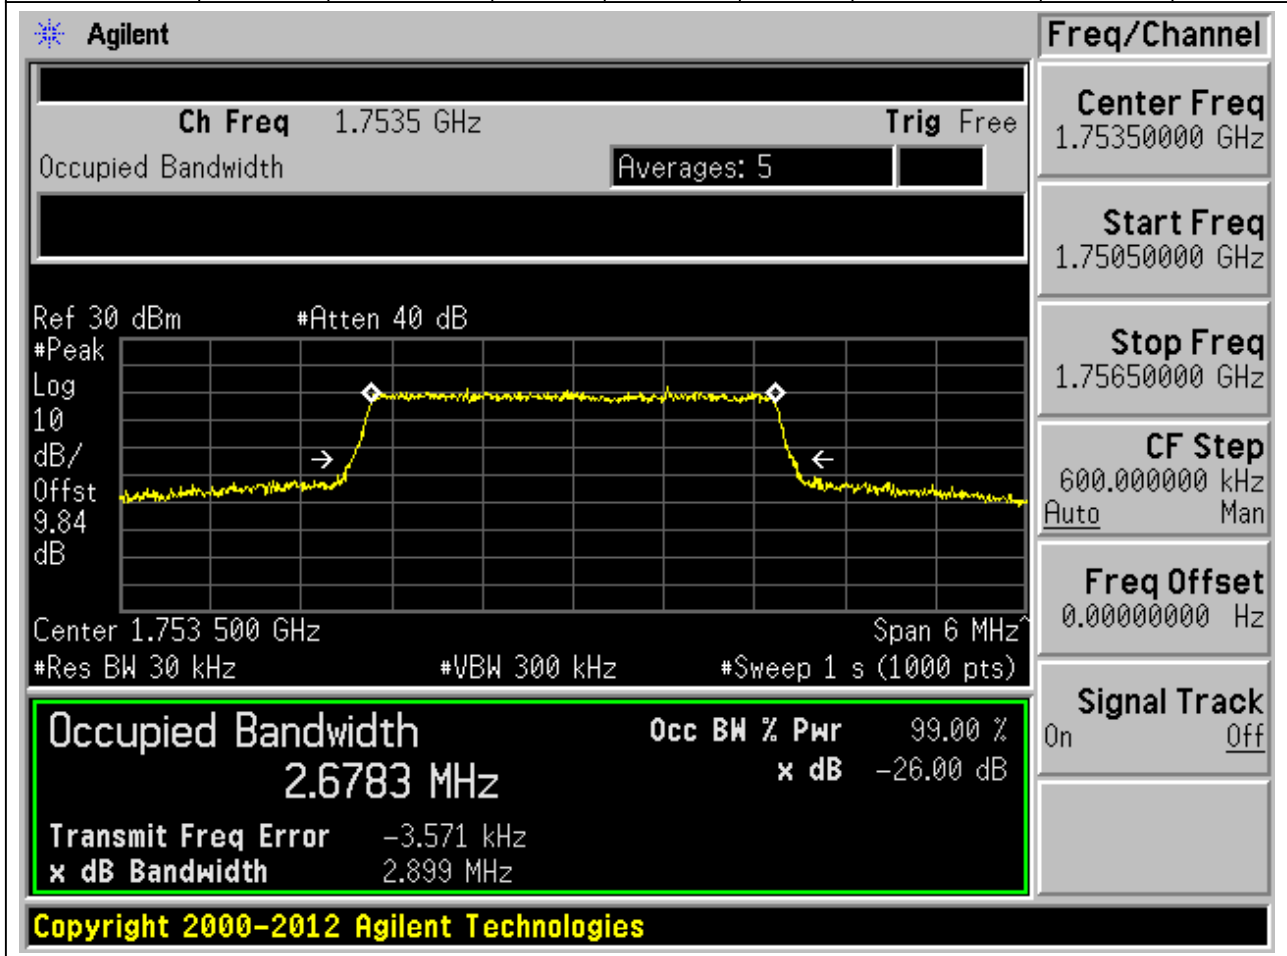 Agilent
Freq/Channel
Ch Freq 1.7535 GHz Trig Free
Occupied Bandwidth Averages: 5
Center Freq
1.75350000 GHz
Start Freq
1.75050000 GHz
Stop Freq
1.75650000 GHz
CF Step
600.000000 kHz
Auto Man
Freq Offset
0.00000000 Hz
Signal Track
On Off
Ref 30 dBm #Atten 40 dB
#Peak
Log
10
dB/
Offst
9.84
dB
Center 1.753 500 GHz Span 6 MHz^
#Res BW 30 kHz #VBW 300 kHz #Sweep 1 s (1000 pts)
Occupied Bandwidth Occ BW % Pwr 99.00 %
2.6783 MHz x dB -26.00 dB
Transmit Freq Error -3.571 kHz
x dB Bandwidth 2.899 MHz
Copyright 2000-2012 Agilent Technologies